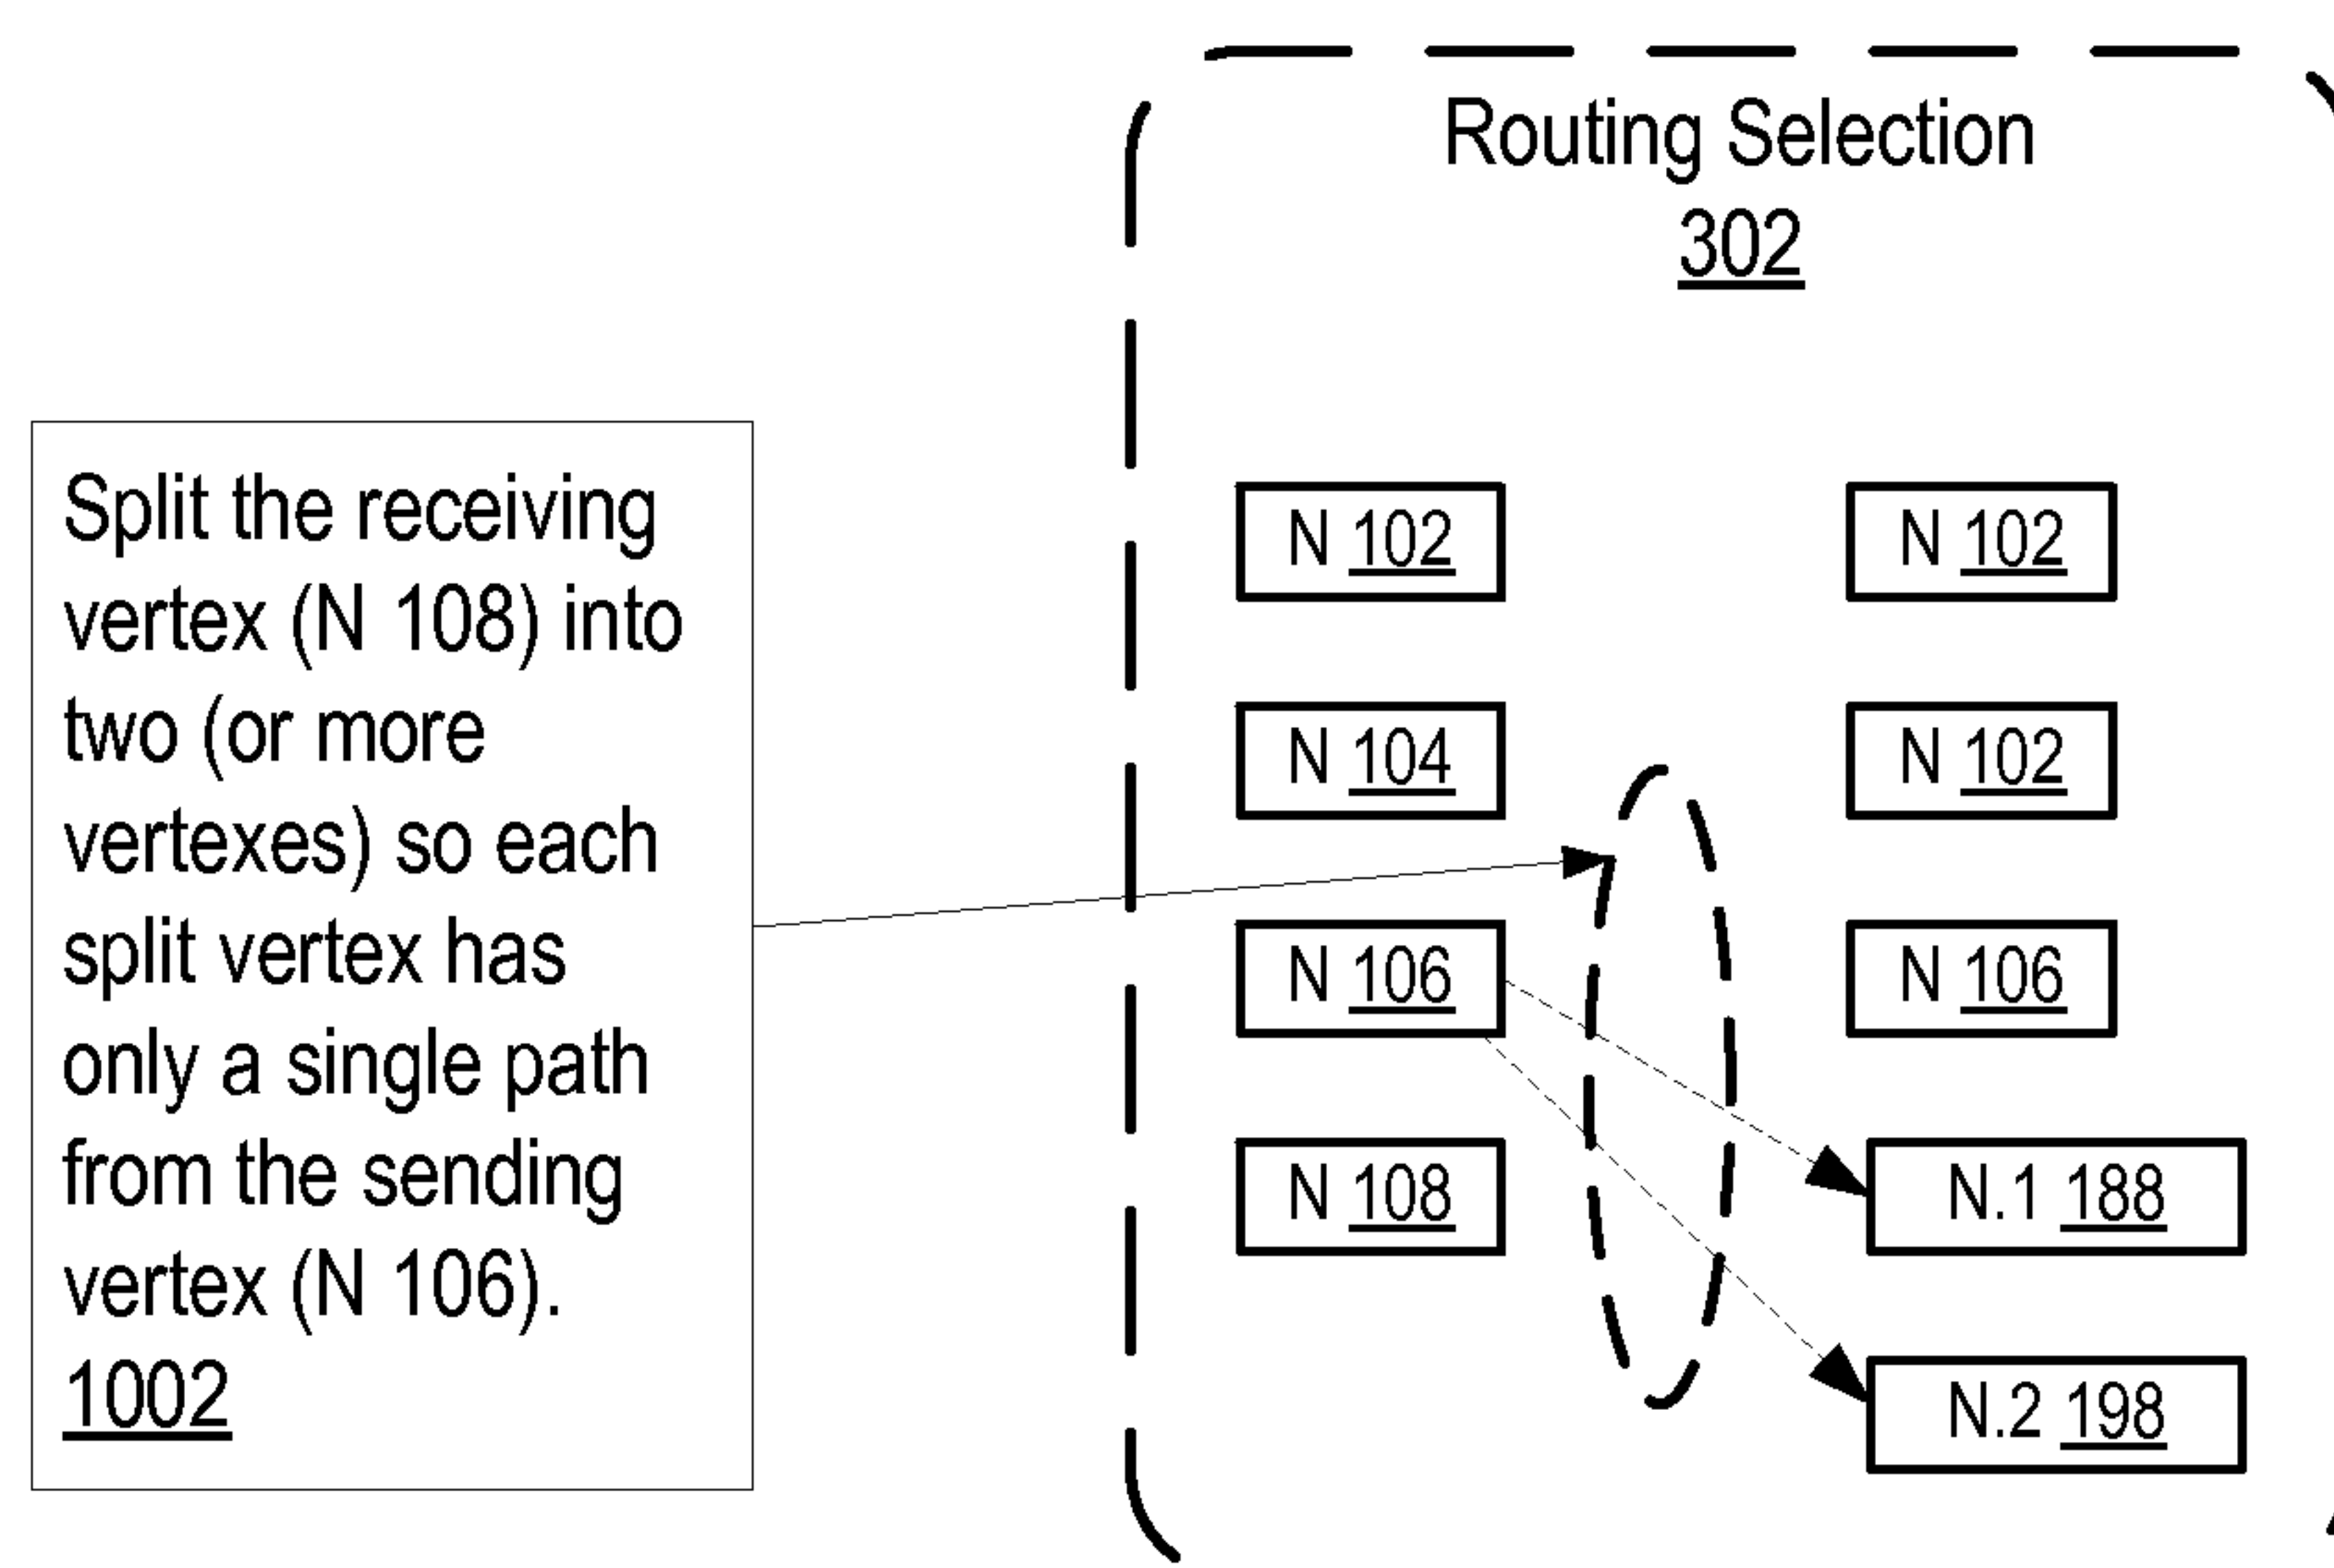 Routing Selection
302
Split the receiving
vertex (N 108) into
two (or more
vertexes) so each
split vertex has
only a single path
from the sending
vertex (N 106).
1002
N 102
N 102
N 104
N 102
N 106
N 106
N 108
N.1 188
N.2 198